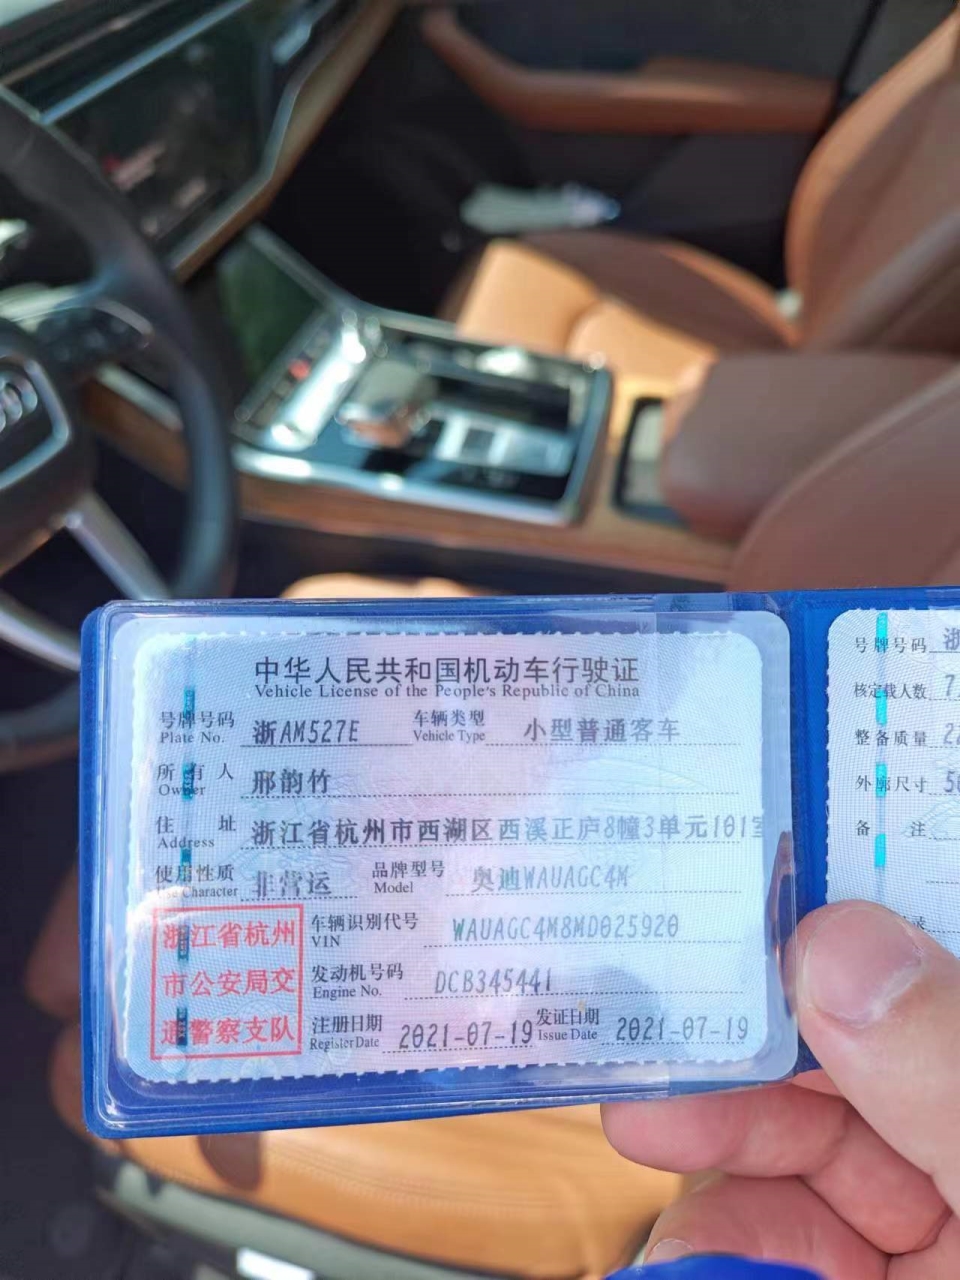 中华人民共和国机动车行驶证
Vehicle License of the People's Republic of China
号牌号码 浙AM527E 车辆类型 小型普通客车
Plate No. Vehicle Type
所有人 邢韵竹
Owner
住址 浙江省杭州市西湖区西溪正庐8幢3单元101室
Address
使用性质 非营运 品牌型号 奥迪WAUAGC4M
Use Character Model
浙江省杭州
市公安局交
通警察支队
车辆识别代号 WAUAGC4M8MD025920
VIN
发动机号码 DCB345441
Engine No.
注册日期 2021-07-19 发证日期 2021-07-19
Register Date Issue Date
号牌号码 浙
核定载人数 7
整备质量
外廓尺寸
备注